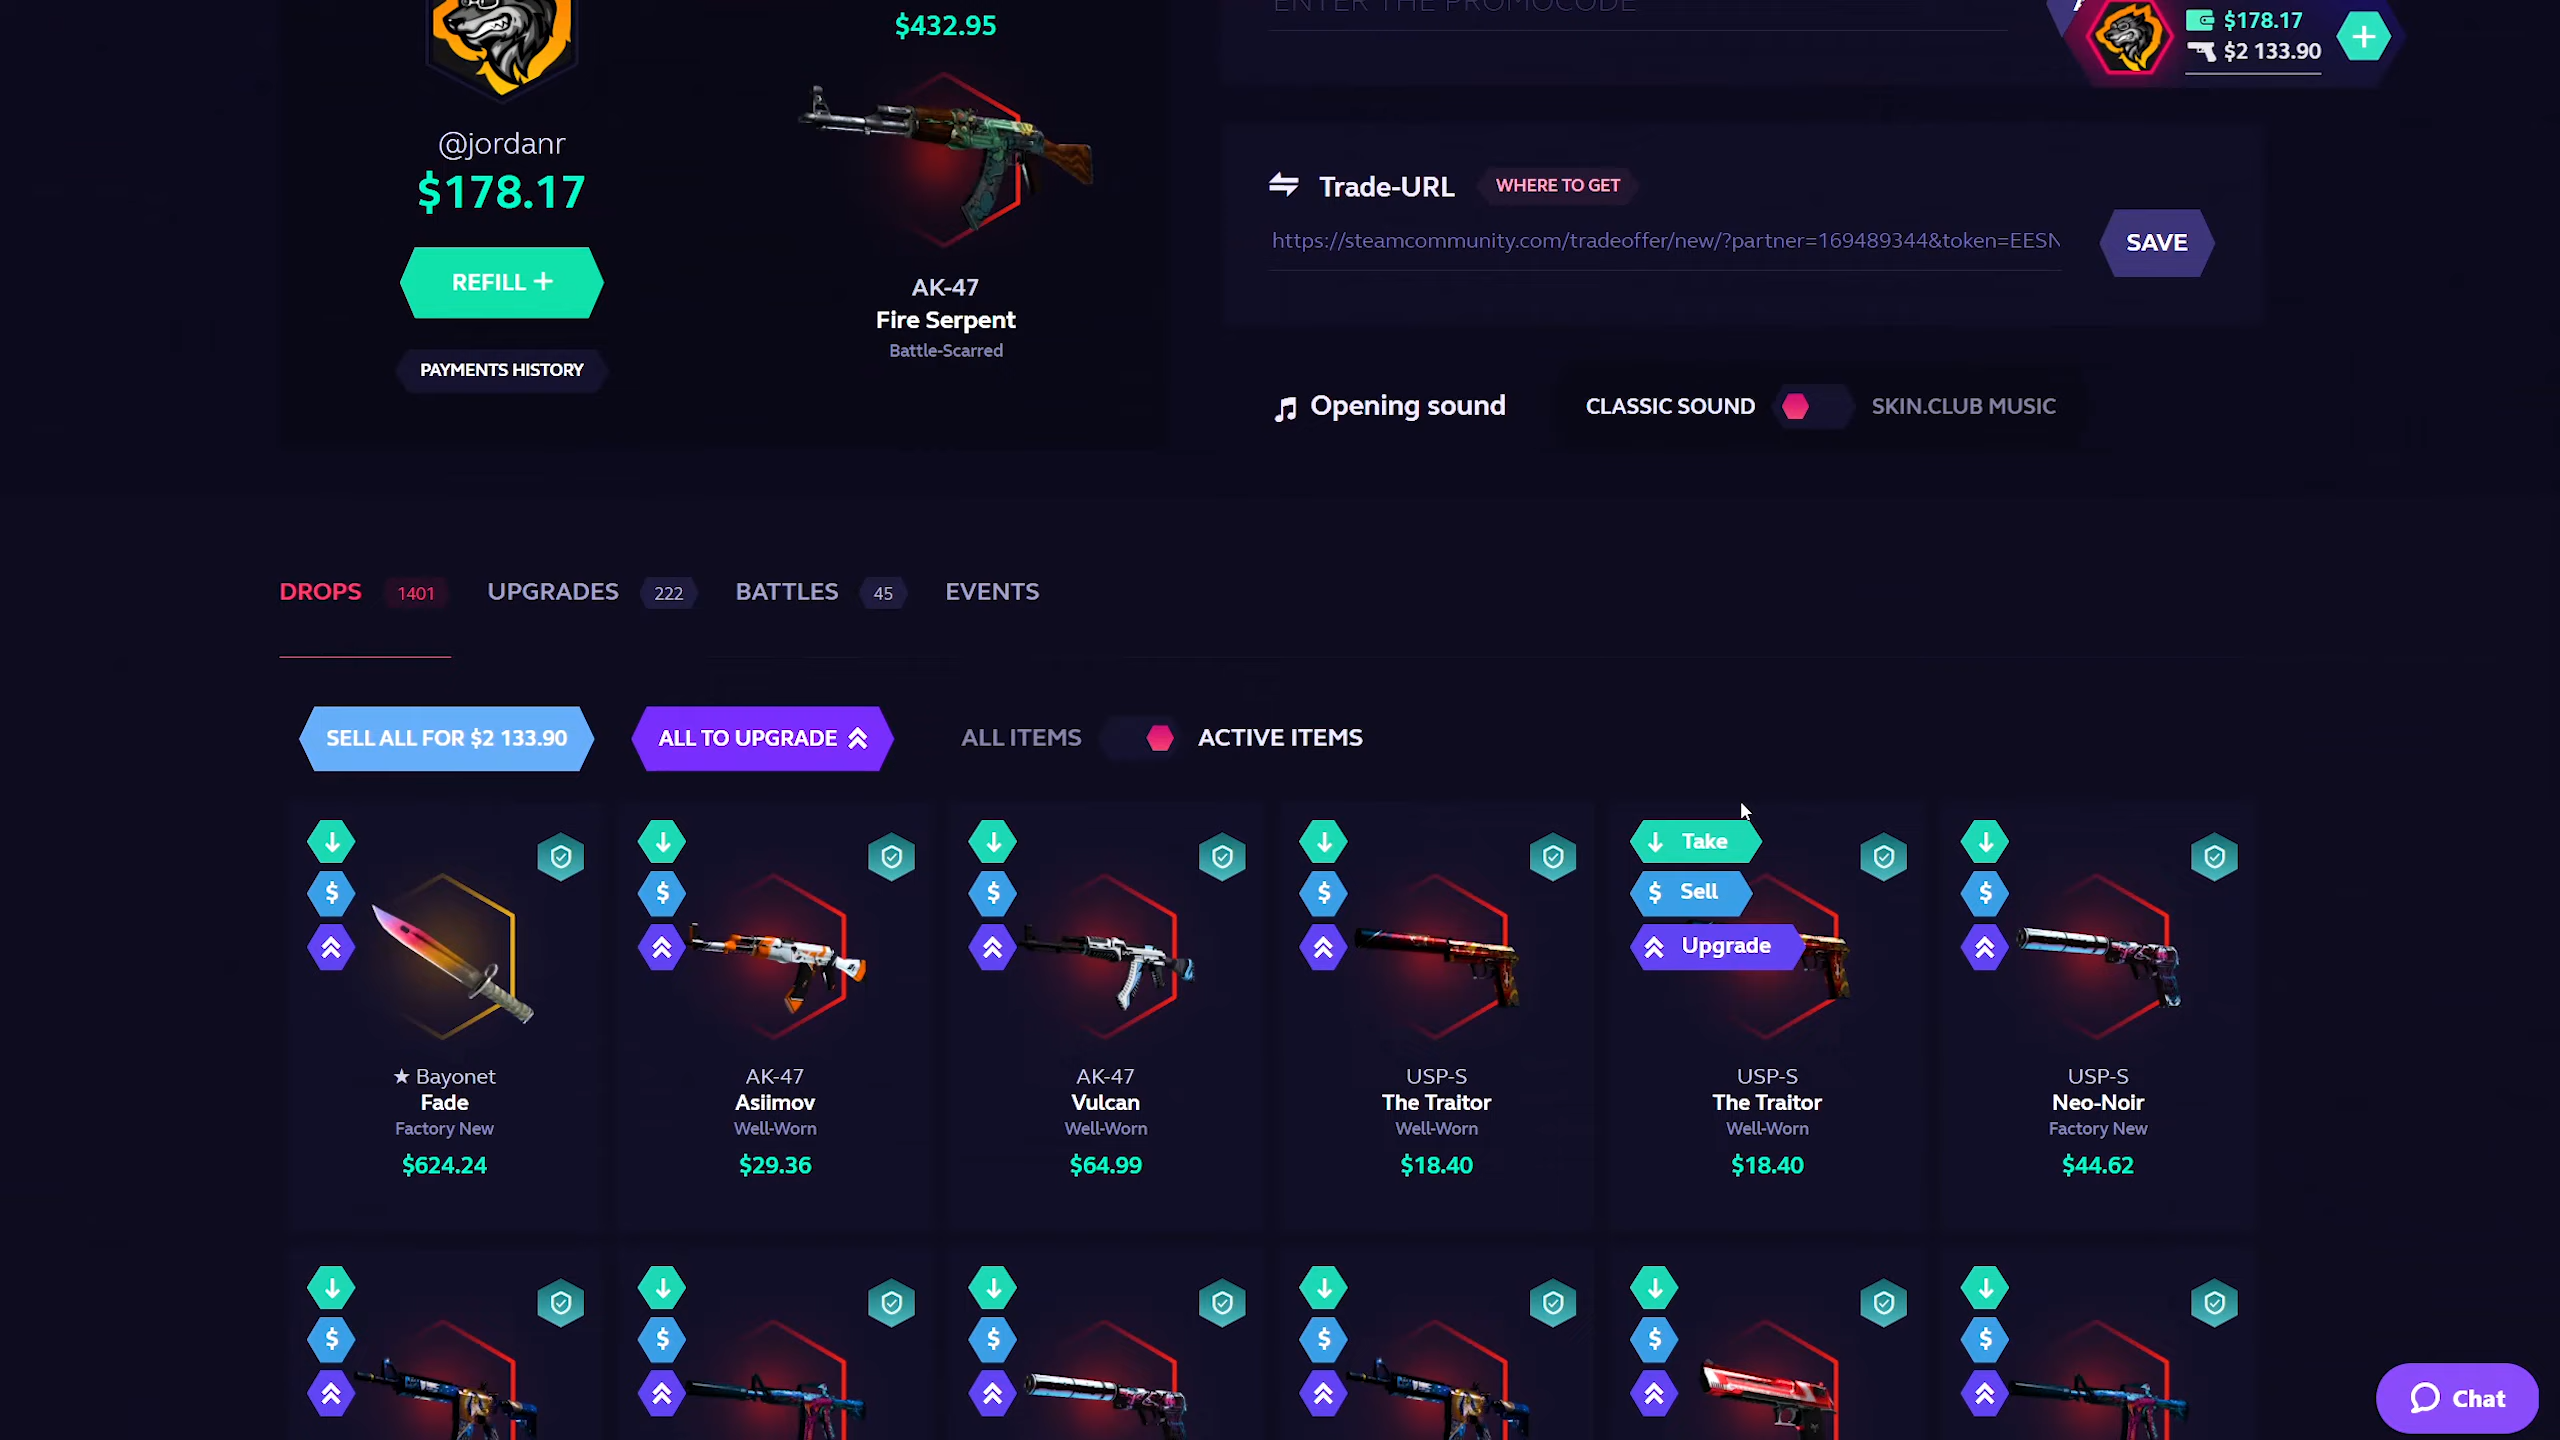 $432.95
ENTER THE PROMOCODE
$178.17
$2 133.90
@jordanr
$178.17
REFILL +
PAYMENTS HISTORY
AK-47
Fire Serpent
Battle-Scarred
Trade-URL
WHERE TO GET
https://steamcommunity.com/tradeoffer/new/?partner=169489344&token=EESN
SAVE
Opening sound
CLASSIC SOUND
SKIN.CLUB MUSIC
DROPS 1401
UPGRADES 222
BATTLES 45
EVENTS
SELL ALL FOR $2 133.90
ALL TO UPGRADE
ALL ITEMS
ACTIVE ITEMS
★ Bayonet
Fade
Factory New
$624.24
AK-47
Asiimov
Well-Worn
$29.36
AK-47
Vulcan
Well-Worn
$64.99
USP-S
The Traitor
Well-Worn
$18.40
Take
$ Sell
Upgrade
USP-S
The Traitor
Well-Worn
$18.40
USP-S
Neo-Noir
Factory New
$44.62
Chat